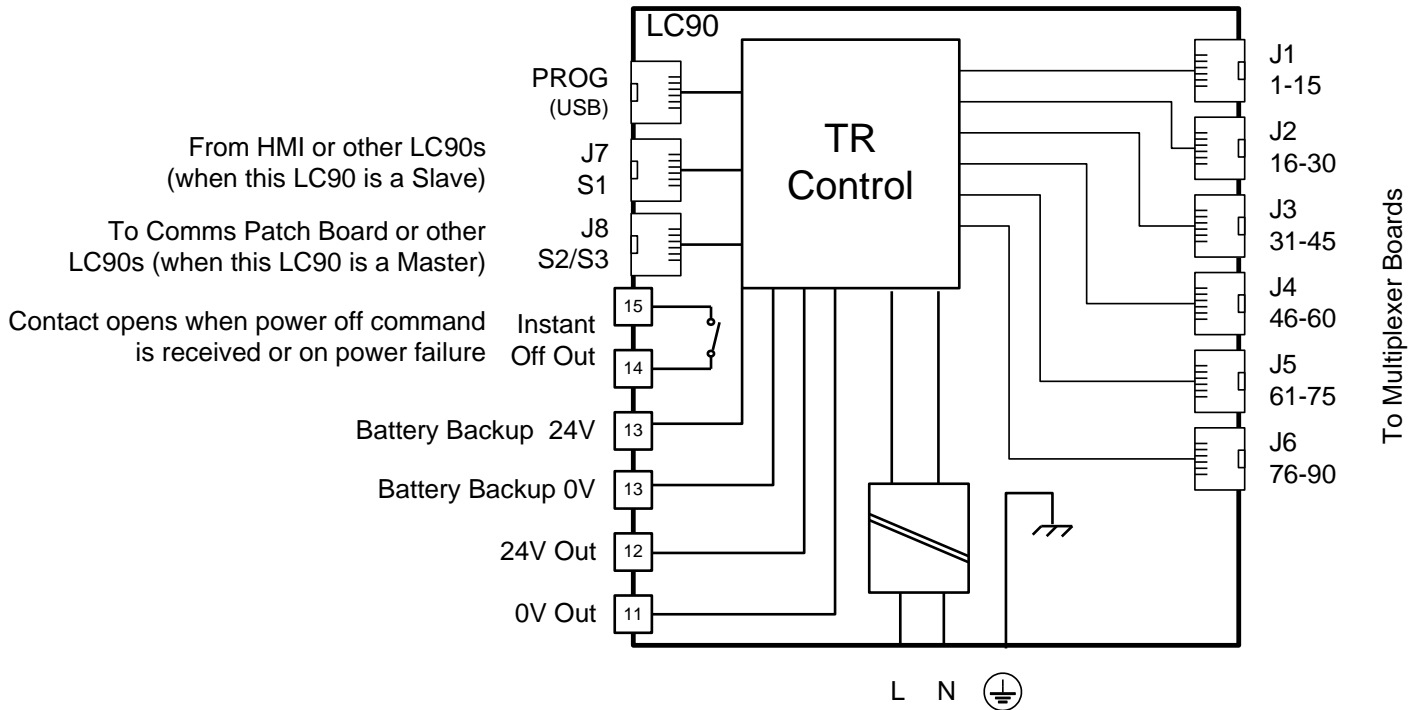 LC90
PROG
(USB)
From HMI or other LC90s
(when this LC90 is a Slave)
J7
S1
To Comms Patch Board or other
LC90s (when this LC90 is a Master)
J8
S2/S3
Contact opens when power off command
is received or on power failure
Instant
Off Out
15
14
Battery Backup 24V
13
Battery Backup 0V
13
24V Out
12
0V Out
11
TR
Control
J1
1-15
J2
16-30
J3
31-45
J4
46-60
J5
61-75
J6
76-90
To Multiplexer Boards
L N